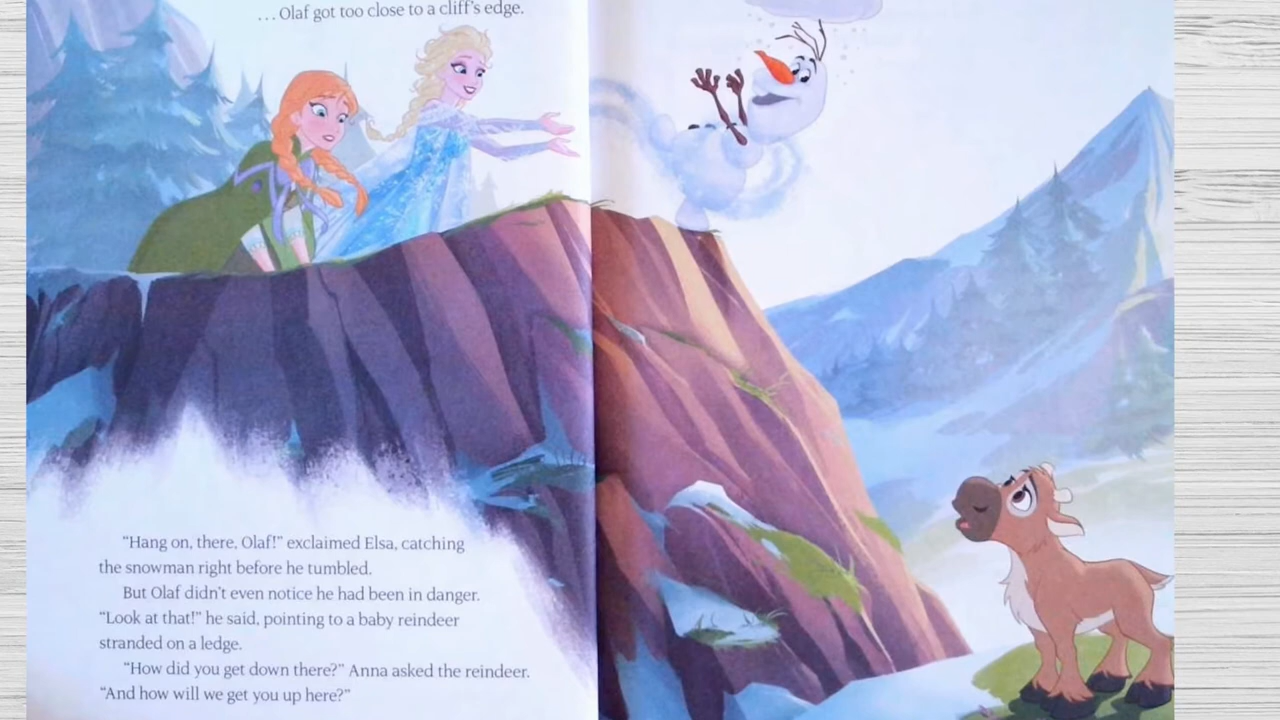 ...Olaf got too close to a cliff's edge.
“Hang on, there, Olaf!” exclaimed Elsa, catching
the snowman right before he tumbled.
But Olaf didn't even notice he had been in danger.
“Look at that!” he said, pointing to a baby reindeer
stranded on a ledge.
“How did you get down there?” Anna asked the reindeer.
“And how will we get you up here?”